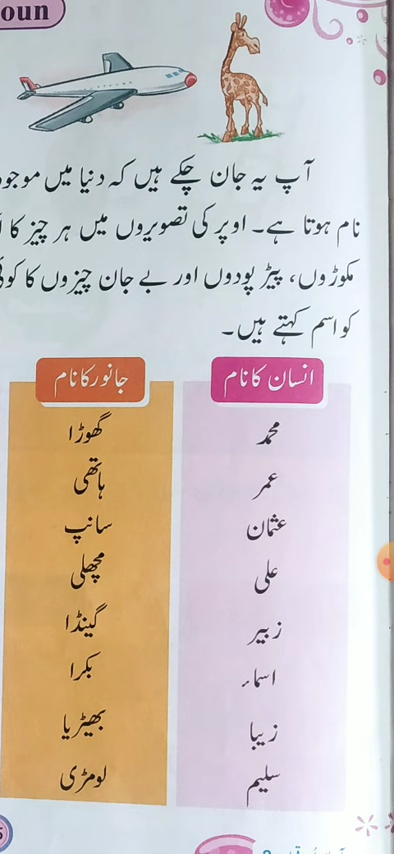 oun
آپ یہ جان چکے ہیں کہ دنیا میں
نام ہوتا ہے۔ اوپر کی تصویروں میں ہر چیز کا
مکوڑوں، پیڑ پودوں اور بے جان چیزوں کا
کو اسم کہتے ہیں۔
انسان کا نام
محمد
عمر
عثمان
علی
زبیر
اسماء
زیبا
سلیم
جانور کا نام
گھوڑا
ہاتھی
سانپ
مچھلی
گینڈا
بکرا
بھیڑیا
لومڑی